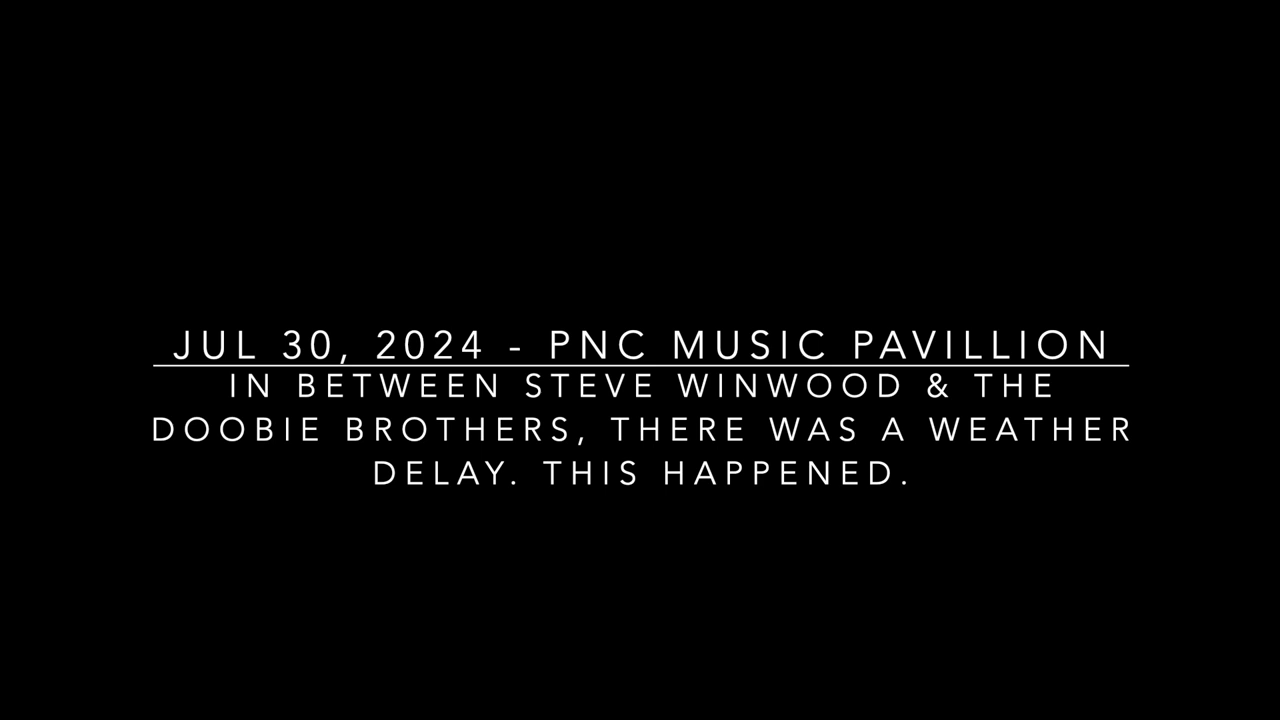 JUL 30, 2024 - PNC MUSIC PAVILLION
IN BETWEEN STEVE WINWOOD & THE
DOOBIE BROTHERS, THERE WAS A WEATHER
DELAY. THIS HAPPENED.